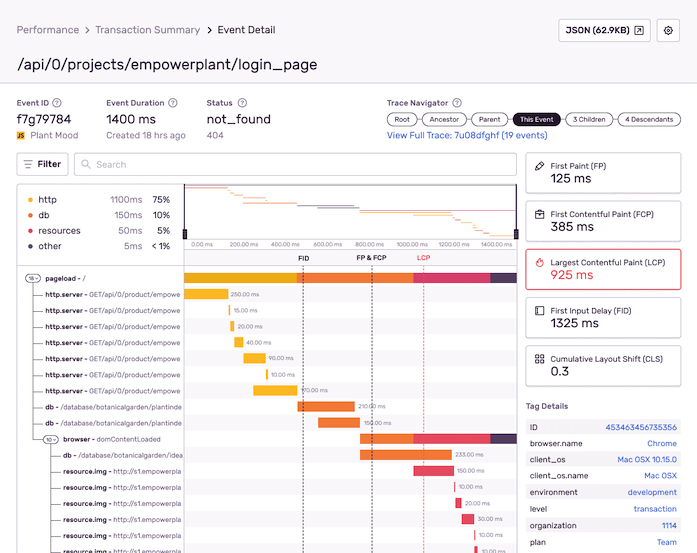 Performance > Transaction Summary > Event Detail
JSON (62.9KB)
/api/0/projects/empowerplant/login_page
Event ID
f7g79784
JS Plant Mood
Event Duration
1400 ms
Created 18 hrs ago
Status
not_found
404
Trace Navigator
Root Ancestor Parent This Event 3 Children 4 Descendants
View Full Trace: 7u08dfghf (19 events)
Filter
Search
http 1100ms 75%
db 150ms 10%
resources 50ms 5%
other 5ms < 1%
0.00 ms 200.00 ms 400.00 ms 600.00 ms 800.00 ms 1000.00 ms 1200.00 ms 1400.00 ms
FID FP & FCP LCP
18 pageload - /
http.server - GET/api/0/product/empowe 250.00 ms
http.server - GET/api/0/product/empowe 15.00 ms
http.server - GET/api/0/product/empowe 20.00 ms
http.server - GET/api/0/product/empowe 40.00 ms
http.server - GET/api/0/product/empowe 90.00 ms
http.server - GET/api/0/product/empowe 10.00 ms
http.server - GET/api/0/product/empowe 170.00 ms
db - /database/botanicalgarden/plantinde 210.00 ms
db - /database/botanicalgarden/plantinde 150.00 ms
10 browser - domContentLoaded
db - /database/botanicalgarden/idea 233.00 ms
resource.img - http://s1.empowerpla 150.00 ms
resource.img - http://s1.empowerpla 10.00 ms
resource.img - http://s1.empowerpla 20.00 ms
resource.img - http://s1.empowerpla 30.00 ms
resource.img - http://s1.empowerpla 10.00 ms
resource.img - http://s1.empowerpla 10.00 ms
First Paint (FP)
125 ms
First Contentful Paint (FCP)
385 ms
Largest Contentful Paint (LCP)
925 ms
First Input Delay (FID)
1325 ms
Cumulative Layout Shift (CLS)
0.3
Tag Details
ID 453463456735356
browser.name Chrome
client_os Mac OSX 10.15.0
client_os.name Mac OSX
environment development
level transaction
organization 1114
plan Team